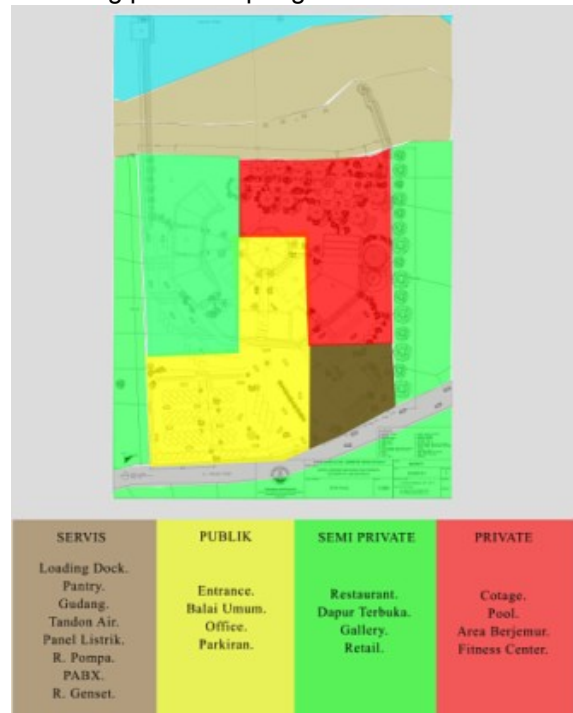 SERVIS
Loading Dock.
Pantry.
Gudang.
Tandon Air.
Panel Listrik.
R. Pompa.
PABX.
R. Genset.
PUBLIK
Entrance.
Balai Umum.
Office.
Parkiran.
SEMI PRIVATE
Restaurant.
Dapur Terbuka.
Gallery.
Retail.
PRIVATE
Cotage.
Pool.
Area Berjemur.
Fitness Center.